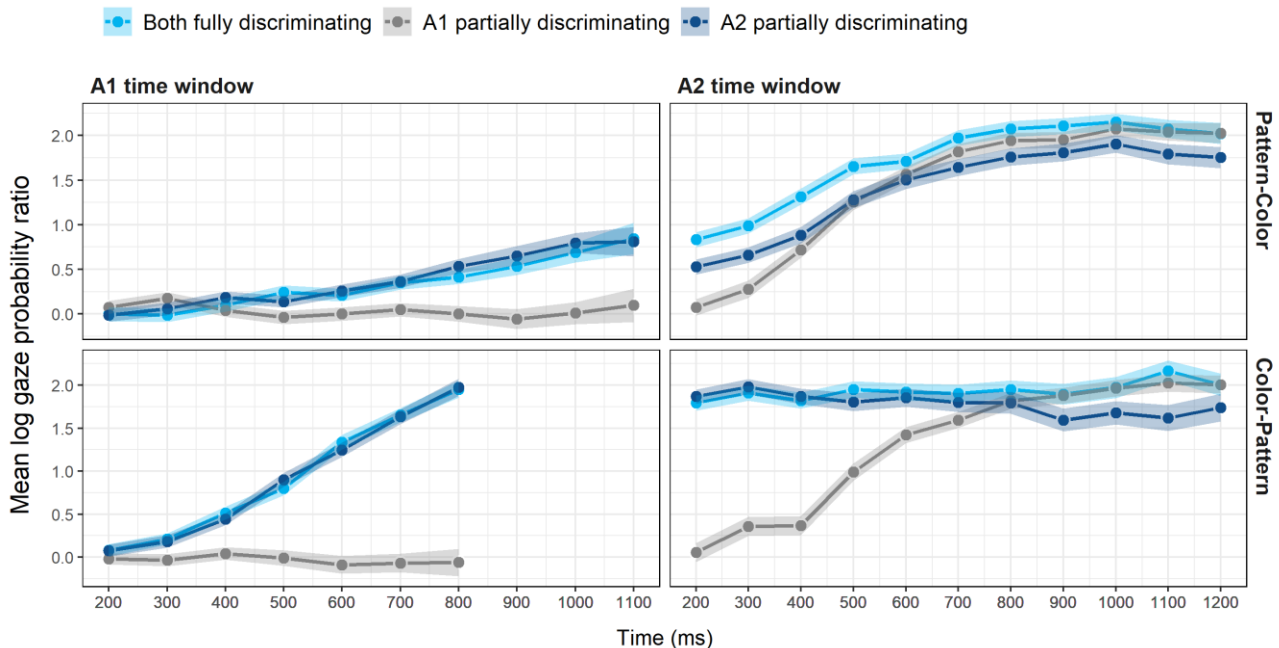 Both fully discriminating A1 partially discriminating A2 partially discriminating
A1 time window
A2 time window
Mean log gaze probability ratio
2.0
1.5
1.0
0.5
0.0
Pattern-Color
2.0
1.5
1.0
0.5
0.0
Color-Pattern
200 300 400 500 600 700 800 900 1000 1100
200 300 400 500 600 700 800 900 1000 1100 1200
Time (ms)